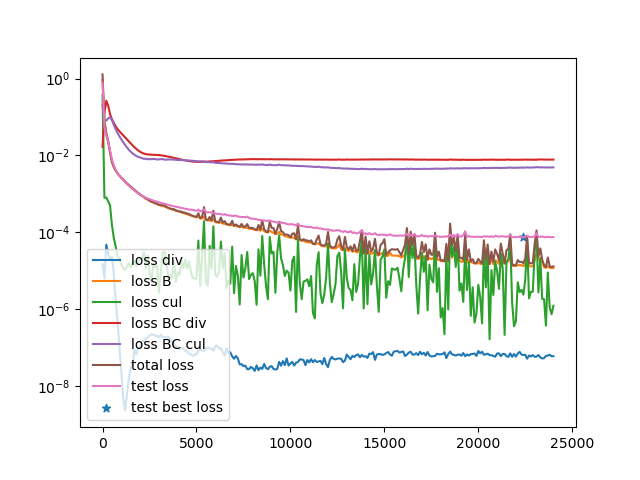 10⁰
10⁻²
10⁻⁴
10⁻⁶
10⁻⁸
loss div
loss B
loss cul
loss BC div
loss BC cul
total loss
test loss
test best loss
0 5000 10000 15000 20000 25000